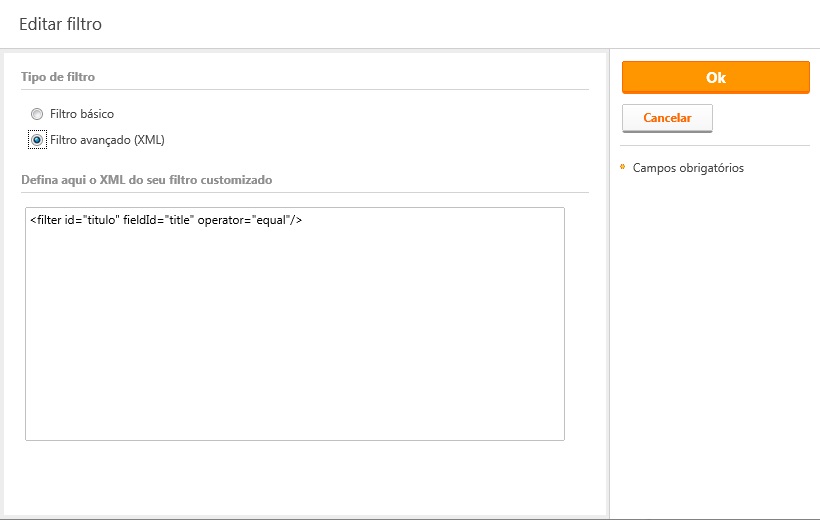 Editar filtro
Tipo de filtro
Filtro básico
Filtro avançado (XML)
Defina aqui o XML do seu filtro customizado
<filter id="titulo" fieldId="title" operator="equal"/>
Ok
Cancelar
* Campos obrigatórios